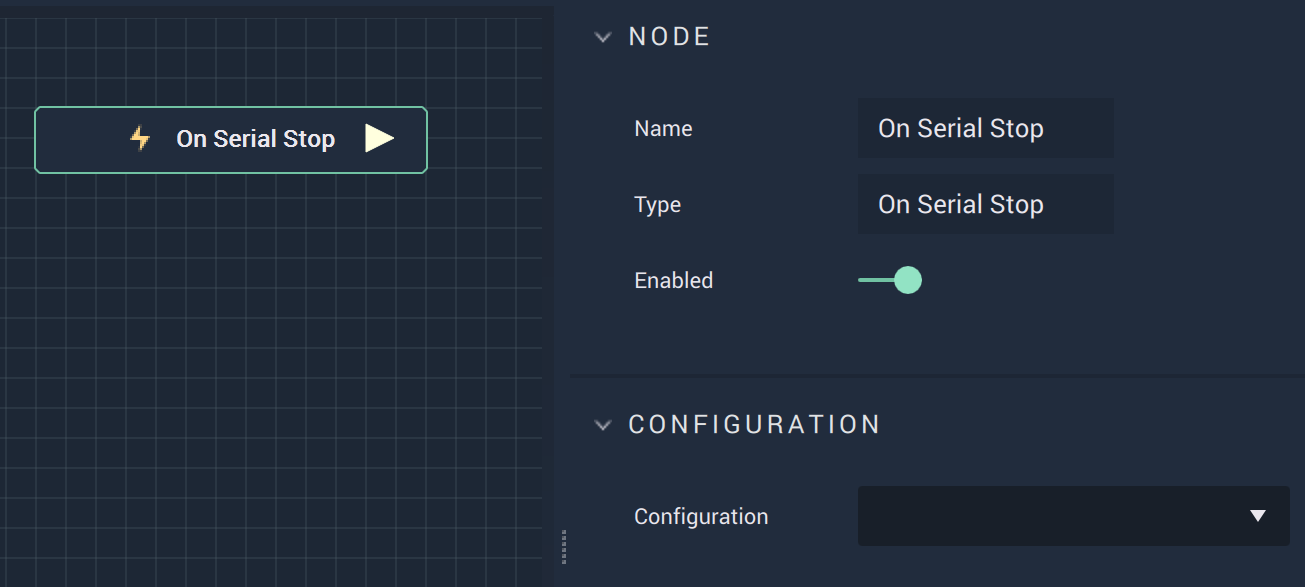 On Serial Stop
NODE
Name
On Serial Stop
Type
On Serial Stop
Enabled
CONFIGURATION
Configuration